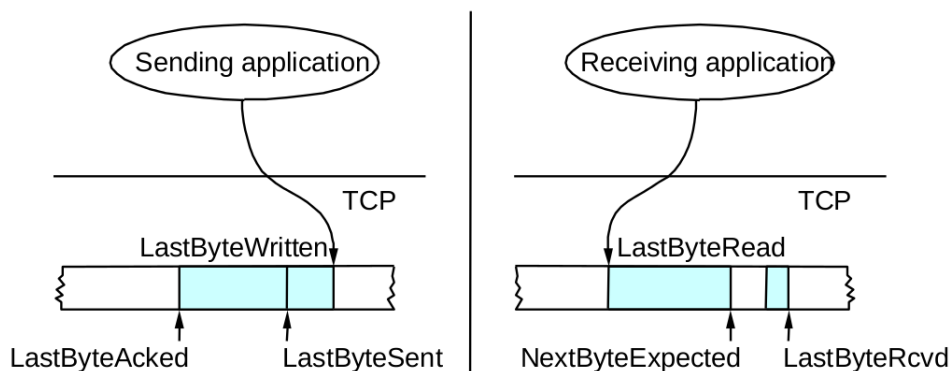 Sending application
TCP
LastByteWritten
LastByteAcked
LastByteSent
Receiving application
TCP
LastByteRead
NextByteExpected
LastByteRcvd